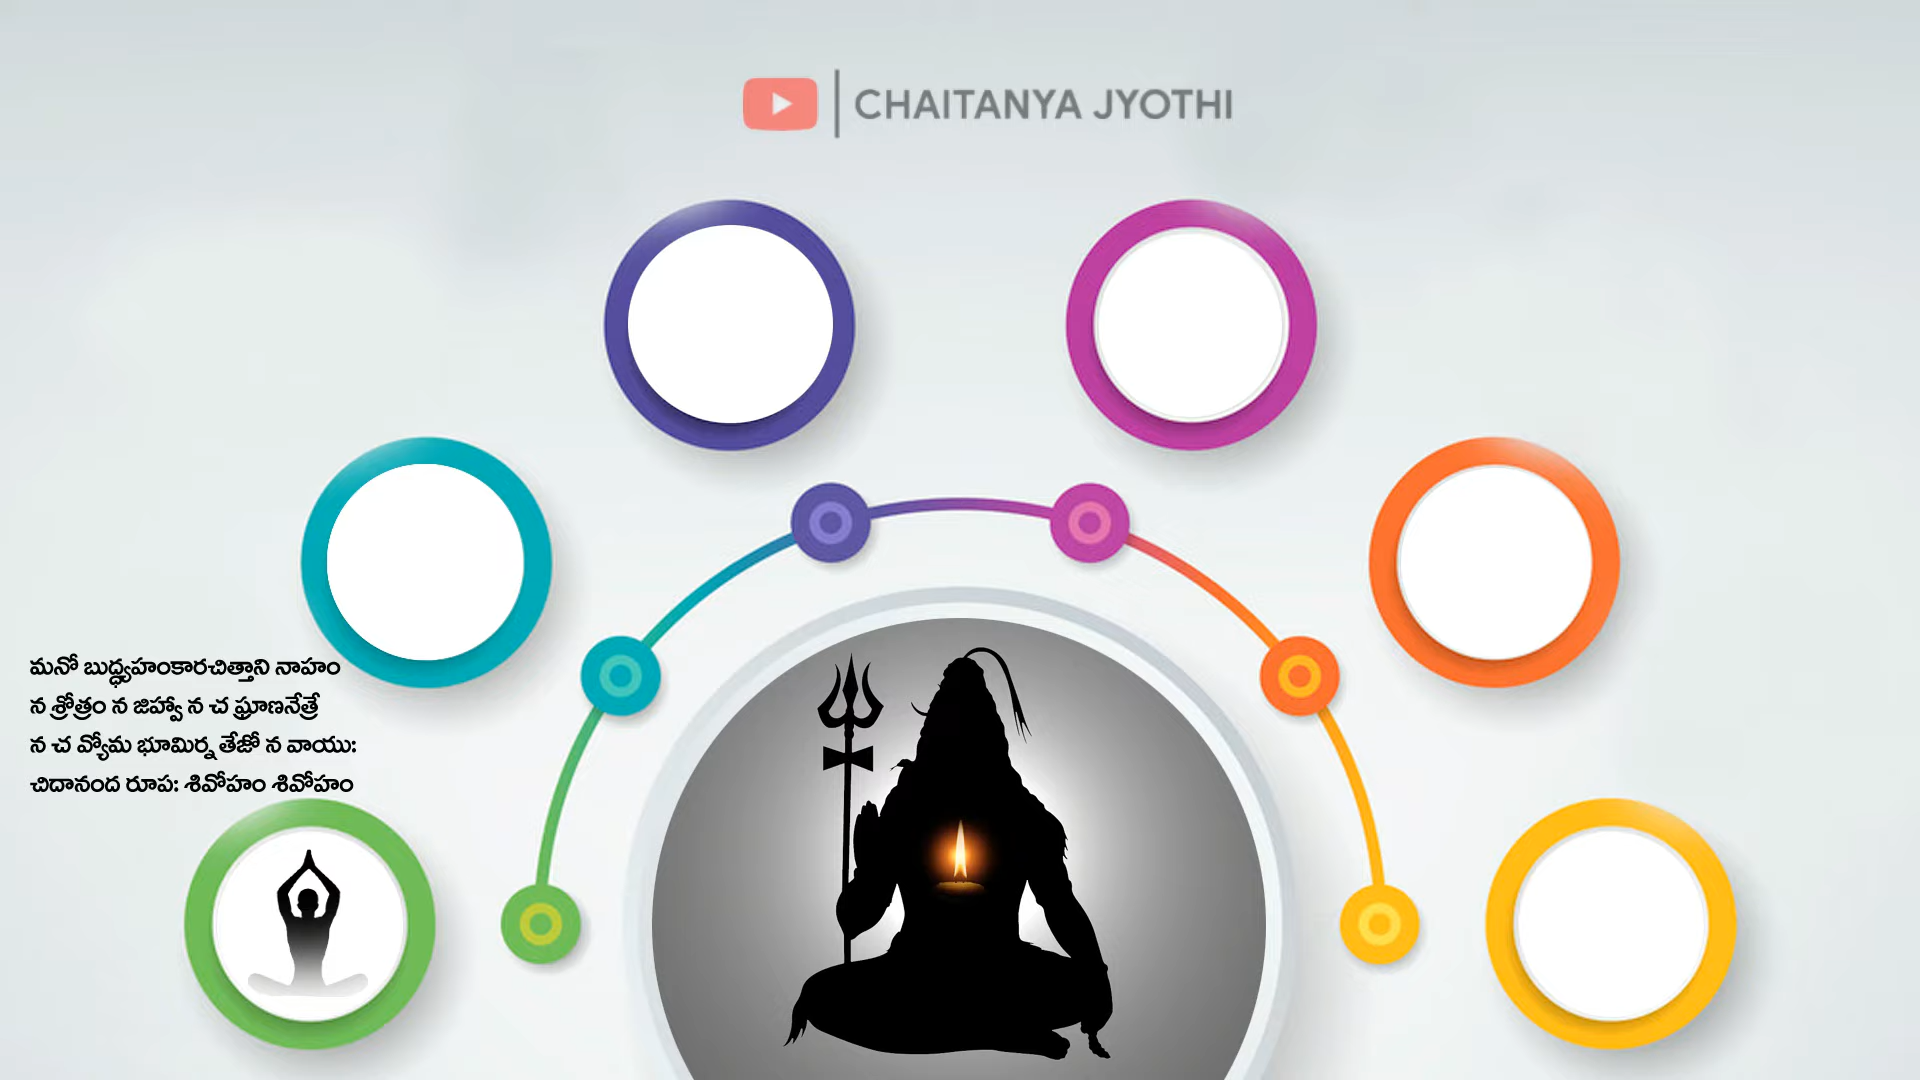 CHAITANYA JYOTHI
మనో బుద్ధ్యహంకారచిత్తాని నాహం
న శ్రోత్రం న జిహ్వా న చ ఘ్రాణనేత్రే
న చ వ్యోమ భూమిర్న తేజో న వాయు:
చిదానంద రూప: శివోహం శివోహం